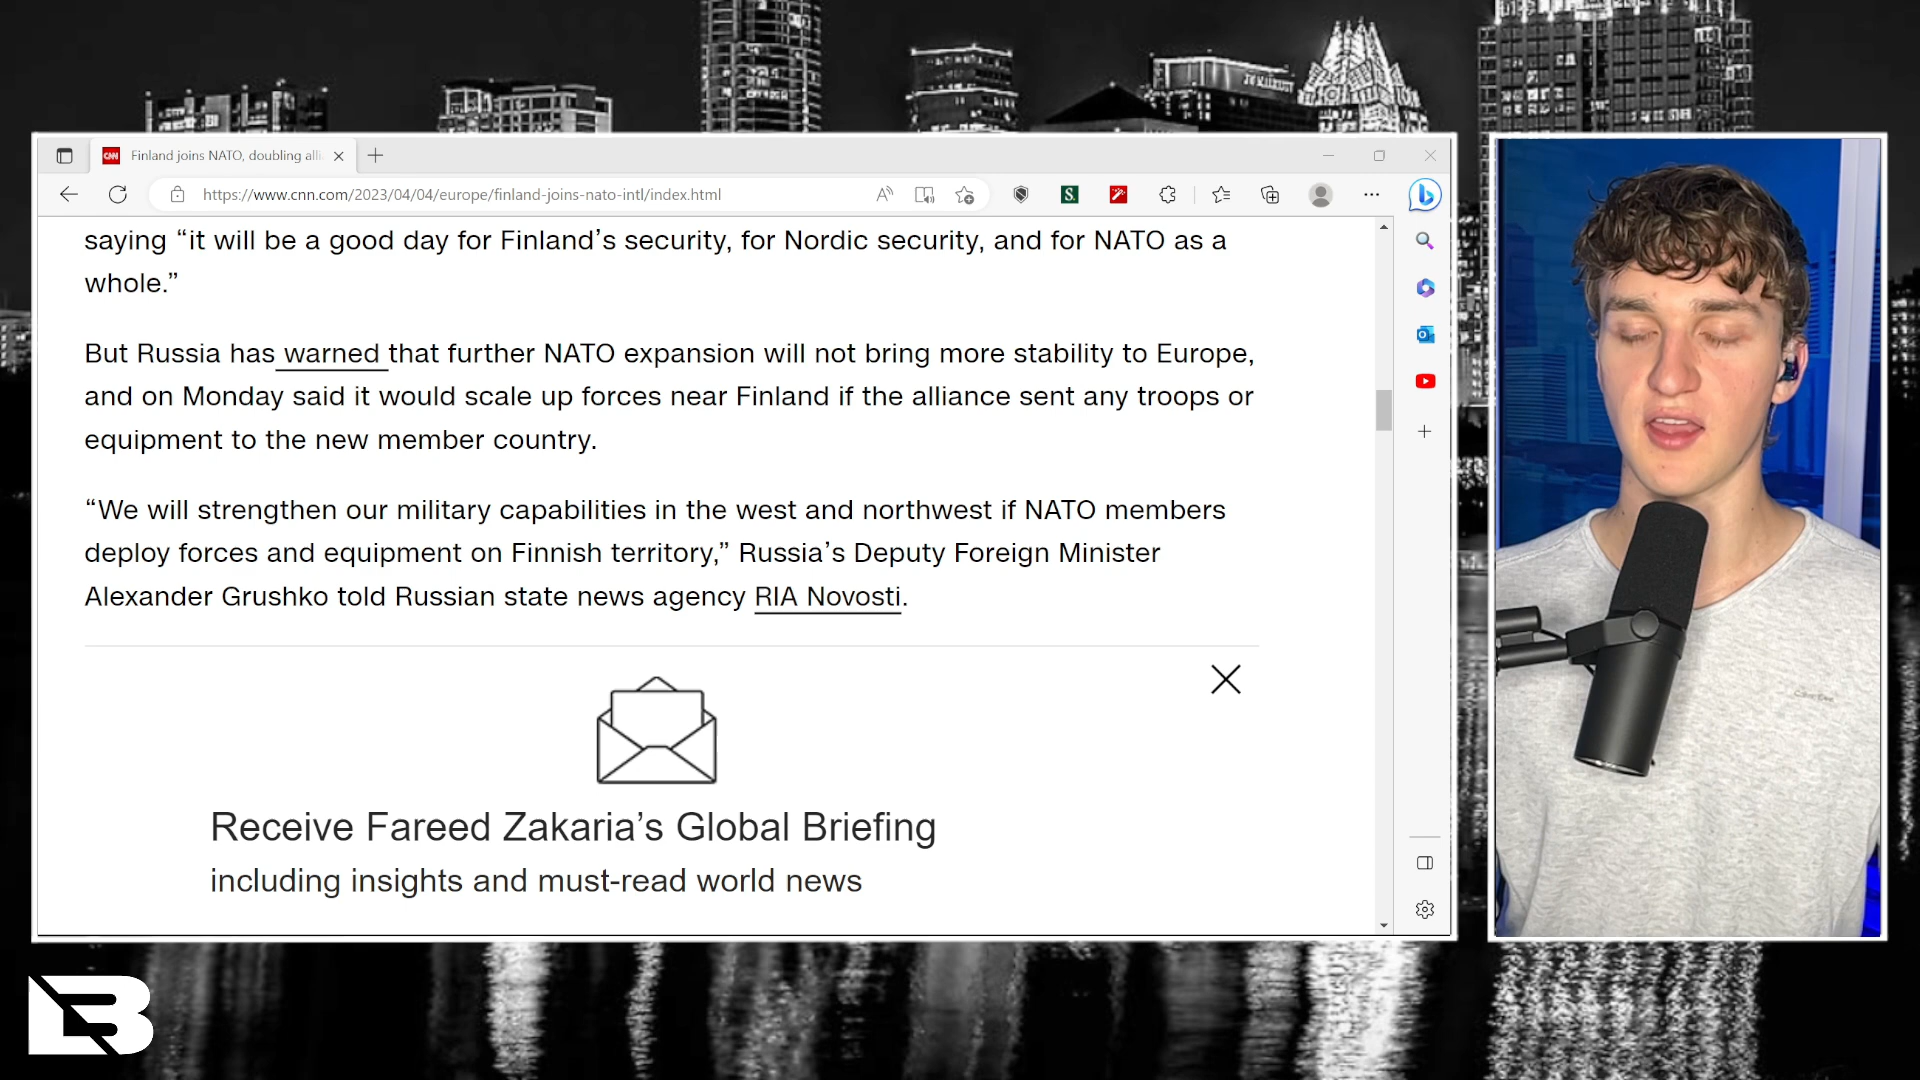 Finland joins NATO, doubling alli
https://www.cnn.com/2023/04/04/europe/finland-joins-nato-intl/index.html
saying “it will be a good day for Finland’s security, for Nordic security, and for NATO as a
whole.”
But Russia has warned that further NATO expansion will not bring more stability to Europe,
and on Monday said it would scale up forces near Finland if the alliance sent any troops or
equipment to the new member country.
“We will strengthen our military capabilities in the west and northwest if NATO members
deploy forces and equipment on Finnish territory,” Russia’s Deputy Foreign Minister
Alexander Grushko told Russian state news agency RIA Novosti.
Receive Fareed Zakaria’s Global Briefing
including insights and must-read world news